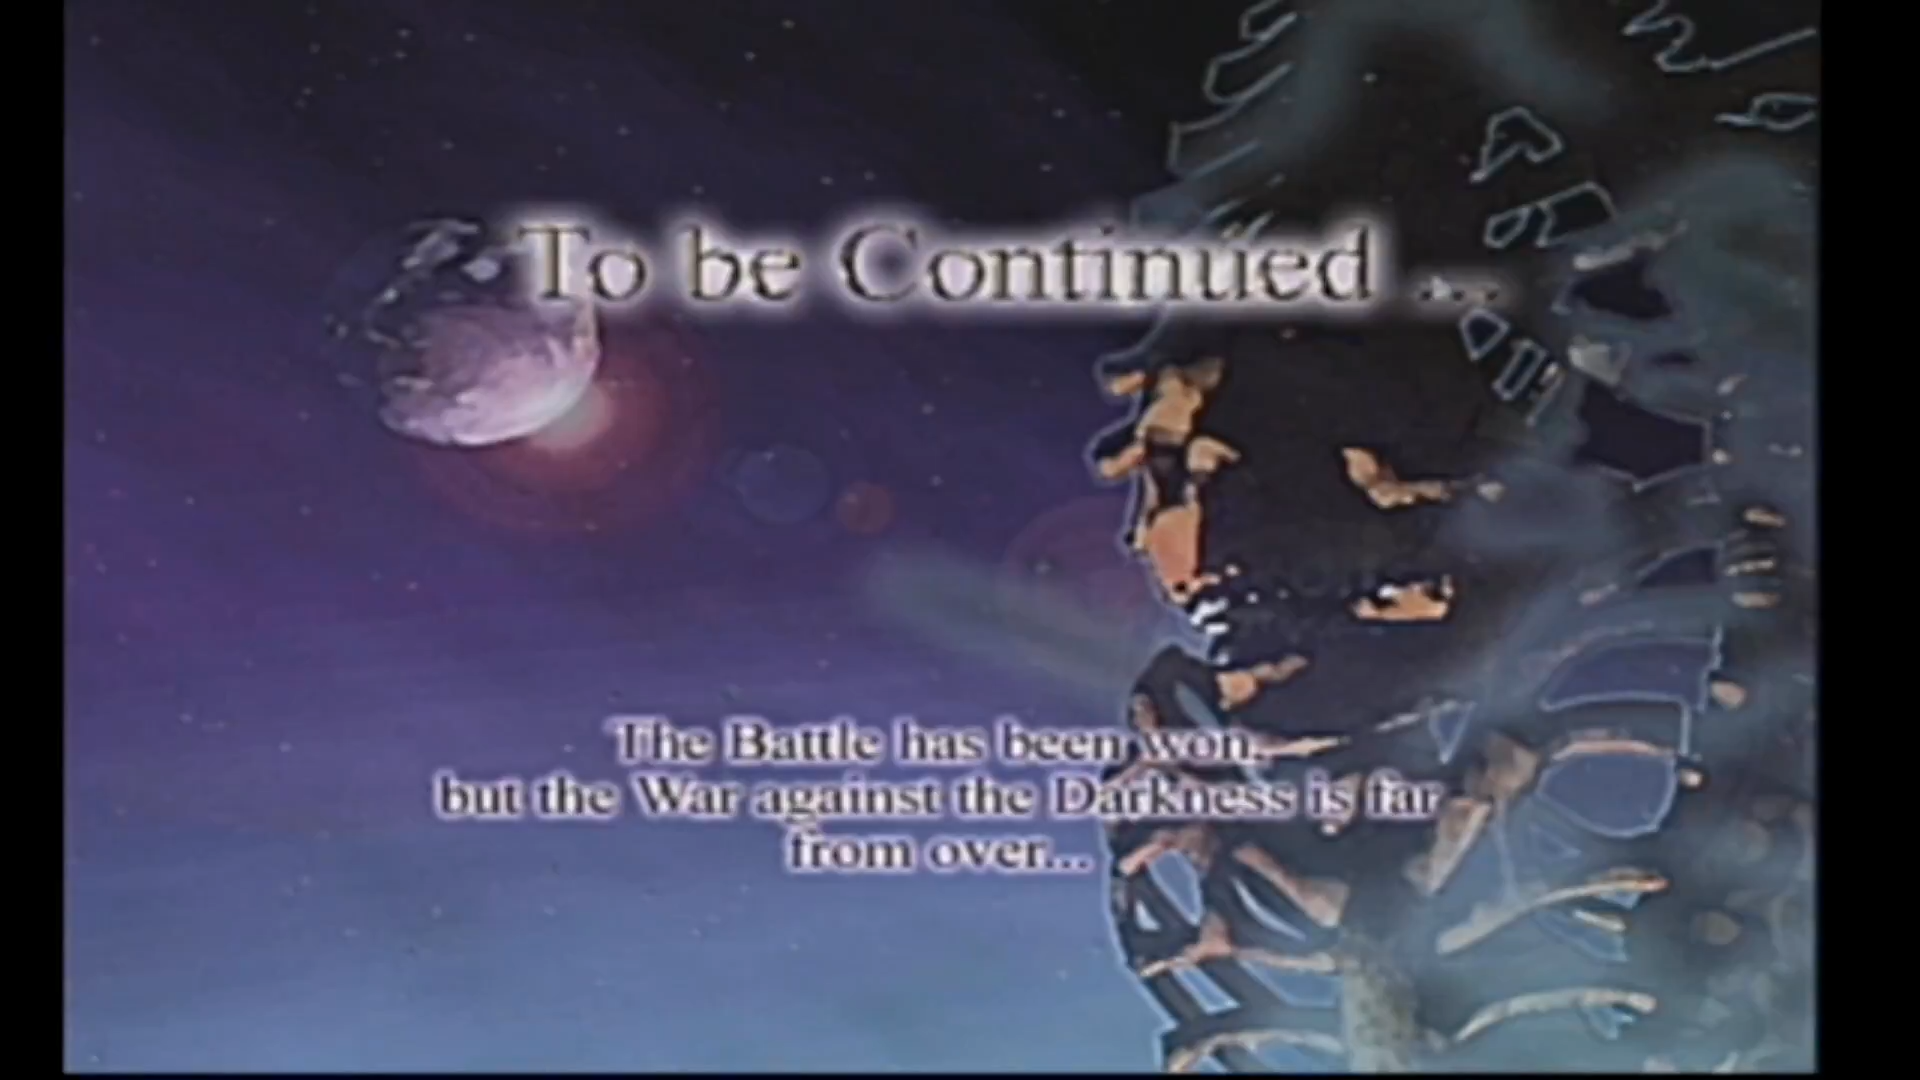 To be Continued ...
The Battle has been won,
but the War against the Darkness is far
from over...